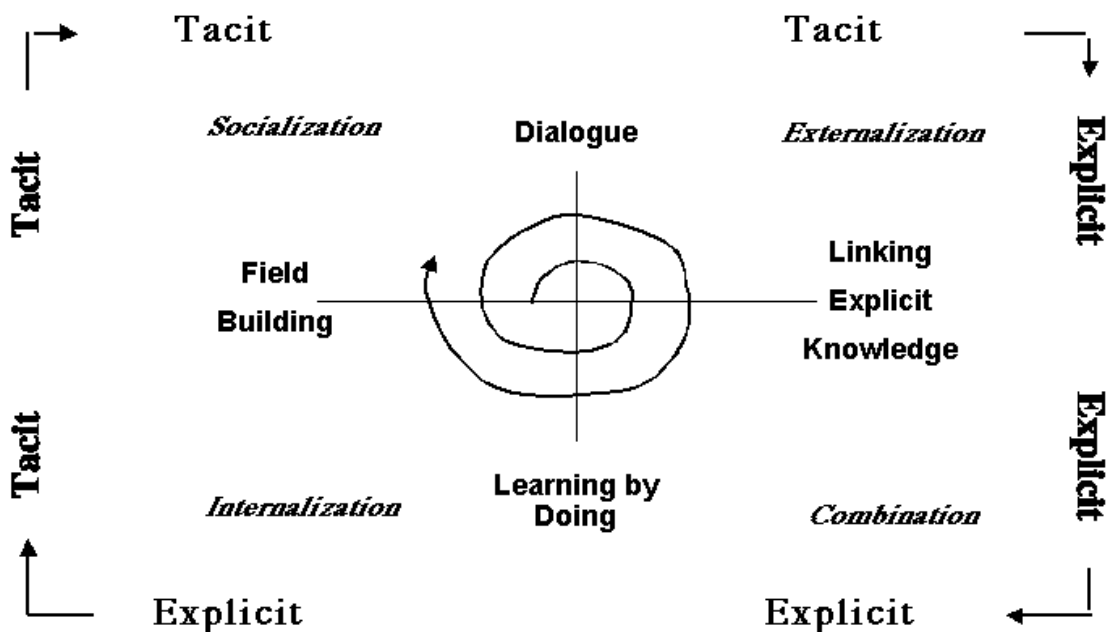 Tacit
Tacit
Socialization
Dialogue
Externalization
Tacit
Explicit
Field
Building
Linking
Explicit
Knowledge
Tacit
Explicit
Internalization
Learning by
Doing
Combination
Explicit
Explicit